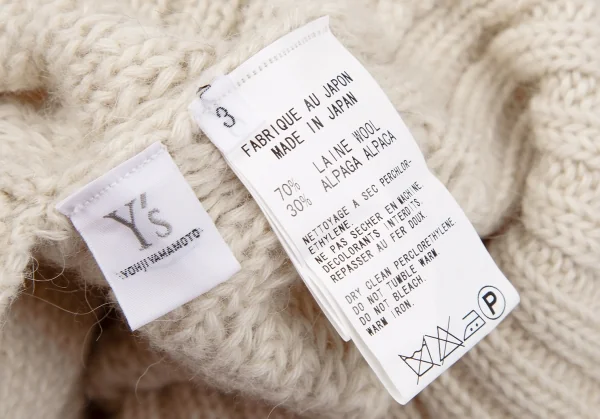 Y's
YOHJI YAMAMOTO
3
FABRIQUE AU JAPON
MADE IN JAPAN
70% LAINE WOOL
30% ALPAGA ALPACA
NETTOYAGE A SEC PERCHLOR-
ETHYLENE.
NE PAS SECHER EN MACHINE.
DECOLORANTS INTERDITS.
REPASSER AU FER DOUX.
DRY CLEAN PERCLORETHYLENE
DO NOT TUMBLE WARM.
DO NOT BLEACH.
WARM IRON.
P